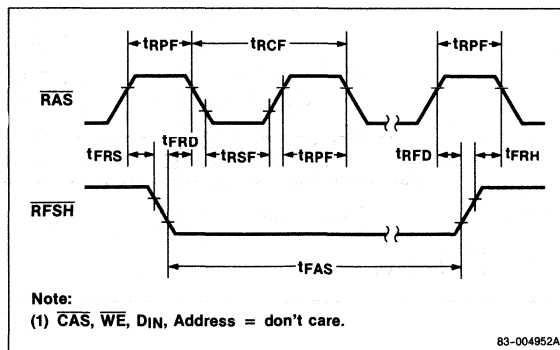 tRPF tRCF tRPF
RAS
tFRS tFRD tRSF tRPF tRFD tFRH
RFSH
tFAS
Note:
(1) CAS, WE, DIN, Address = don't care.
83-004952A